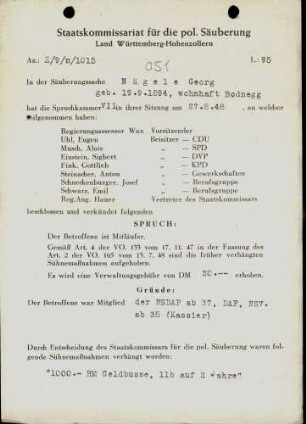 Staatskommissariat für die pol. Säuberung
Land Württemberg-Hohenzollern
Az.: Z/9/m/1015
L: 95
051
In der Säuberungssache N ä g e l e Georg
geb. 19.9.1894, wohnhaft Bodnegg
hat die Spruchkammer VII in ihrer Sitzung am 27.8.48, an welcher
teilgenommen haben:
Regierungsassessor Wax Vorsitzender
Uhl, Eugen Beisitzer — CDU
Musch, Alois „ — SPD
Einstein, Sigbert „ — DVP
Fink, Gottlieb „ — KPD
Steinacher, Anton „ — Gewerkschaften
Schneckenburger, Josef „ — Berufsgruppe
Schwarz, Emil „ — Berufsgruppe
Reg.Ang. Hauer Vertreter des Staatskommissars
beschlossen und verkündet folgenden
SPRUCH:
Der Betroffene ist Mitläufer.
Gemäß Art. 4 der VO. 133 vom 17. 11. 47 in der Fassung des
Art. 2 der VO. 165 vom 13. 7. 48 sind die früher verhängten
Sühnemaßnahmen aufgehoben.
Es wird eine Verwaltungsgebühr von DM 20.-- erhoben.
Gründe:
Der Betroffene war Mitglied der NSDAP ab 37, DAF, NSV.
ab 35 (Kassier)
Durch Entscheidung des Staatskommissars für die pol. Säuberung waren fol-
gende Sühnemaßnahmen verhängt worden:
"1000.- RM Geldbusse, 11b auf 2 Jahre"